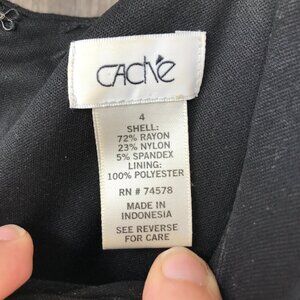 CACHé
4
SHELL:
72% RAYON
23% NYLON
5% SPANDEX
LINING:
100% POLYESTER
RN # 74578
MADE IN
INDONESIA
SEE REVERSE
FOR CARE